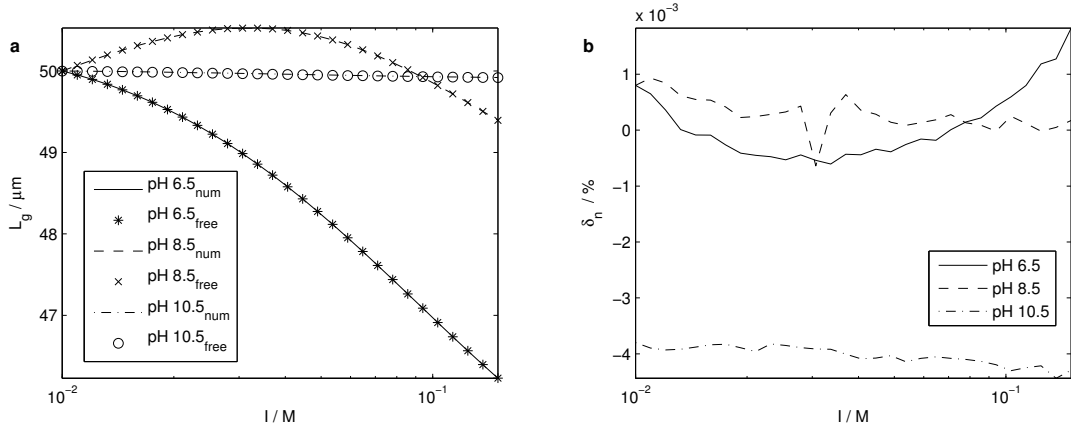 a
50
49
48
47
L_g / μm
pH 6.5_num
pH 6.5_free
pH 8.5_num
pH 8.5_free
pH 10.5_num
pH 10.5_free
10^−2
10^−1
I / M
b
x 10^−3
1
0
−1
−2
−3
−4
δ_n / %
pH 6.5
pH 8.5
pH 10.5
10^−2
10^−1
I / M